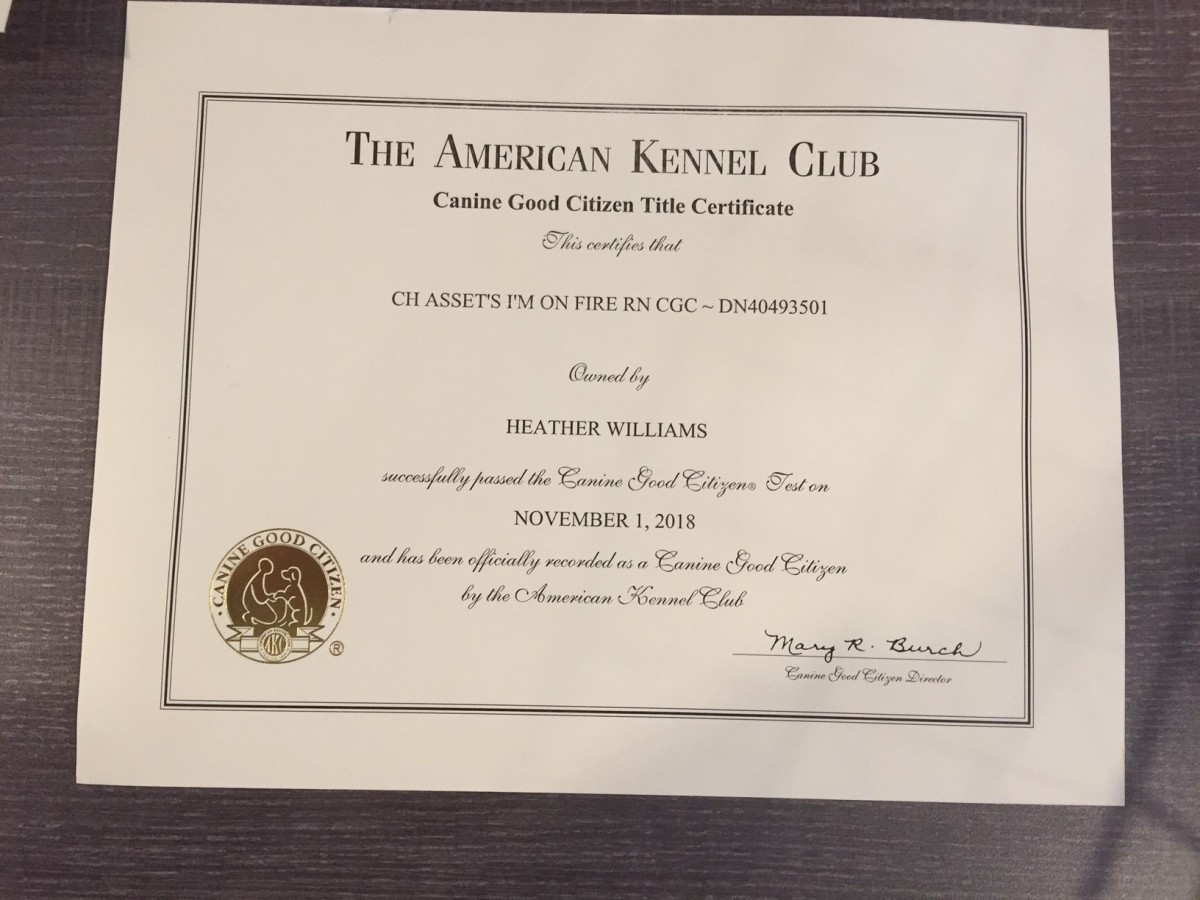 THE AMERICAN KENNEL CLUB
Canine Good Citizen Title Certificate
This certifies that
CH ASSET'S I'M ON FIRE RN CGC ~ DN40493501
Owned by
HEATHER WILLIAMS
successfully passed the Canine Good Citizen® Test on
NOVEMBER 1, 2018
and has been officially recorded as a Canine Good Citizen
by the American Kennel Club
· CANINE GOOD CITIZEN ·
AKC
®
Mary R. Burch
Canine Good Citizen Director